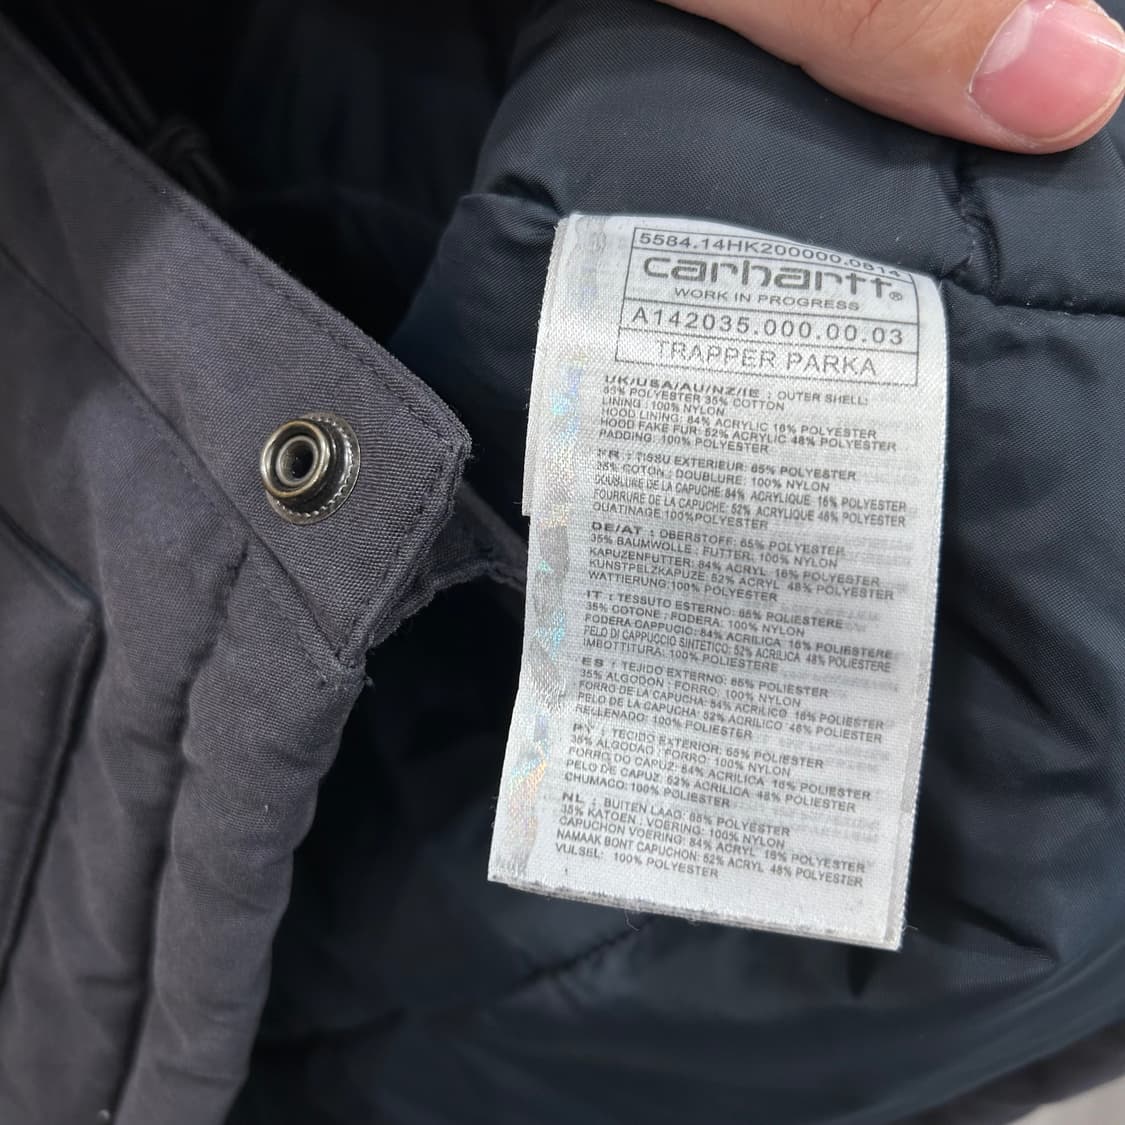 5584.14HK200000.0814
carhartt®
WORK IN PROGRESS
A142035.000.00.03
TRAPPER PARKA
UK/USA/AU/NZ/IE : OUTER SHELL:
65% POLYESTER 35% COTTON
LINING : 100% NYLON
HOOD LINING: 84% ACRYLIC 16% POLYESTER
HOOD FAKE FUR: 52% ACRYLIC 48% POLYESTER
PADDING: 100% POLYESTER
FR : TISSU EXTERIEUR: 65% POLYESTER
35% COTON : DOUBLURE: 100% NYLON
DOUBLURE DE LA CAPUCHE: 84% ACRYLIQUE 16% POLYESTER
FOURRURE DE LA CAPUCHE: 52% ACRYLIQUE 48% POLYESTER
OUATINAGE 100%POLYESTER
DE/AT : OBERSTOFF: 65% POLYESTER
35% BAUMWOLLE : FUTTER: 100% NYLON
KAPUZENFUTTER: 84% ACRYL 16% POLYESTER
KUNSTPELZKAPUZE: 52% ACRYL 48% POLYESTER
WATTIERUNG:100% POLYESTER
IT : TESSUTO ESTERNO: 65% POLIESTERE
35% COTONE : FODERA: 100% NYLON
FODERA CAPPUCIO: 84% ACRILICA 16% POLIESTERE
PELO DI CAPPUCCIO SINTETICO: 52% ACRILICA 48% POLIESTERE
IMBOTTITURA: 100% POLIESTERE
ES : TEJIDO EXTERNO: 65% POLIESTER
35% ALGODON : FORRO: 100% NYLON
FORRO DE LA CAPUCHA: 84% ACRILICO 16% POLIESTER
PELO DE LA CAPUCHA: 52% ACRILICO 48% POLIESTER
RELLENADO: 100% POLIESTER
: TECIDO EXTERIOR: 65% POLIESTER
35% ALGODAO : FORRO: 100% NYLON
FORRO DO CAPUZ: 84% ACRILICA 16% POLIESTER
PELO DE CAPUZ: 52% ACRILICA 48% POLIESTER
CHUMACO: 100% POLIESTER
NL : BUITEN LAAG: 65% POLYESTER
35% KATOEN : VOERING: 100% NYLON
CAPUCHON VOERING: 84% ACRYL 16% POLYESTER
NAMAAK BONT CAPUCHON: 52% ACRYL 48% POLYESTER
VULSEL: 100% POLYESTER